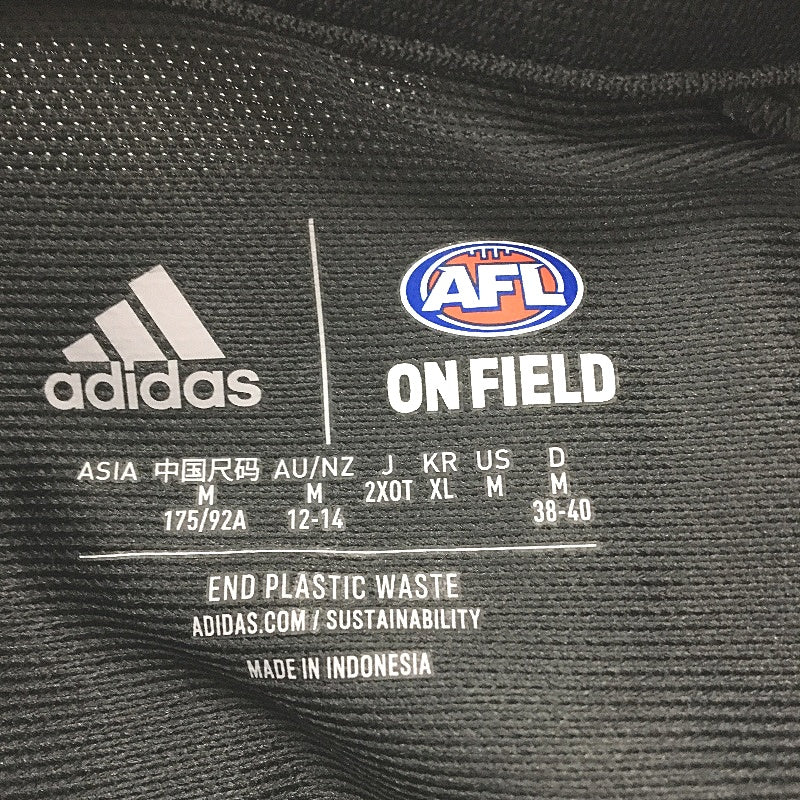 adidas
AFL
ON FIELD
ASIA 中国尺码 AU/NZ J KR US D
M M 2XOT XL M M
175/92A 12-14 38-40
END PLASTIC WASTE
ADIDAS.COM / SUSTAINABILITY
MADE IN INDONESIA